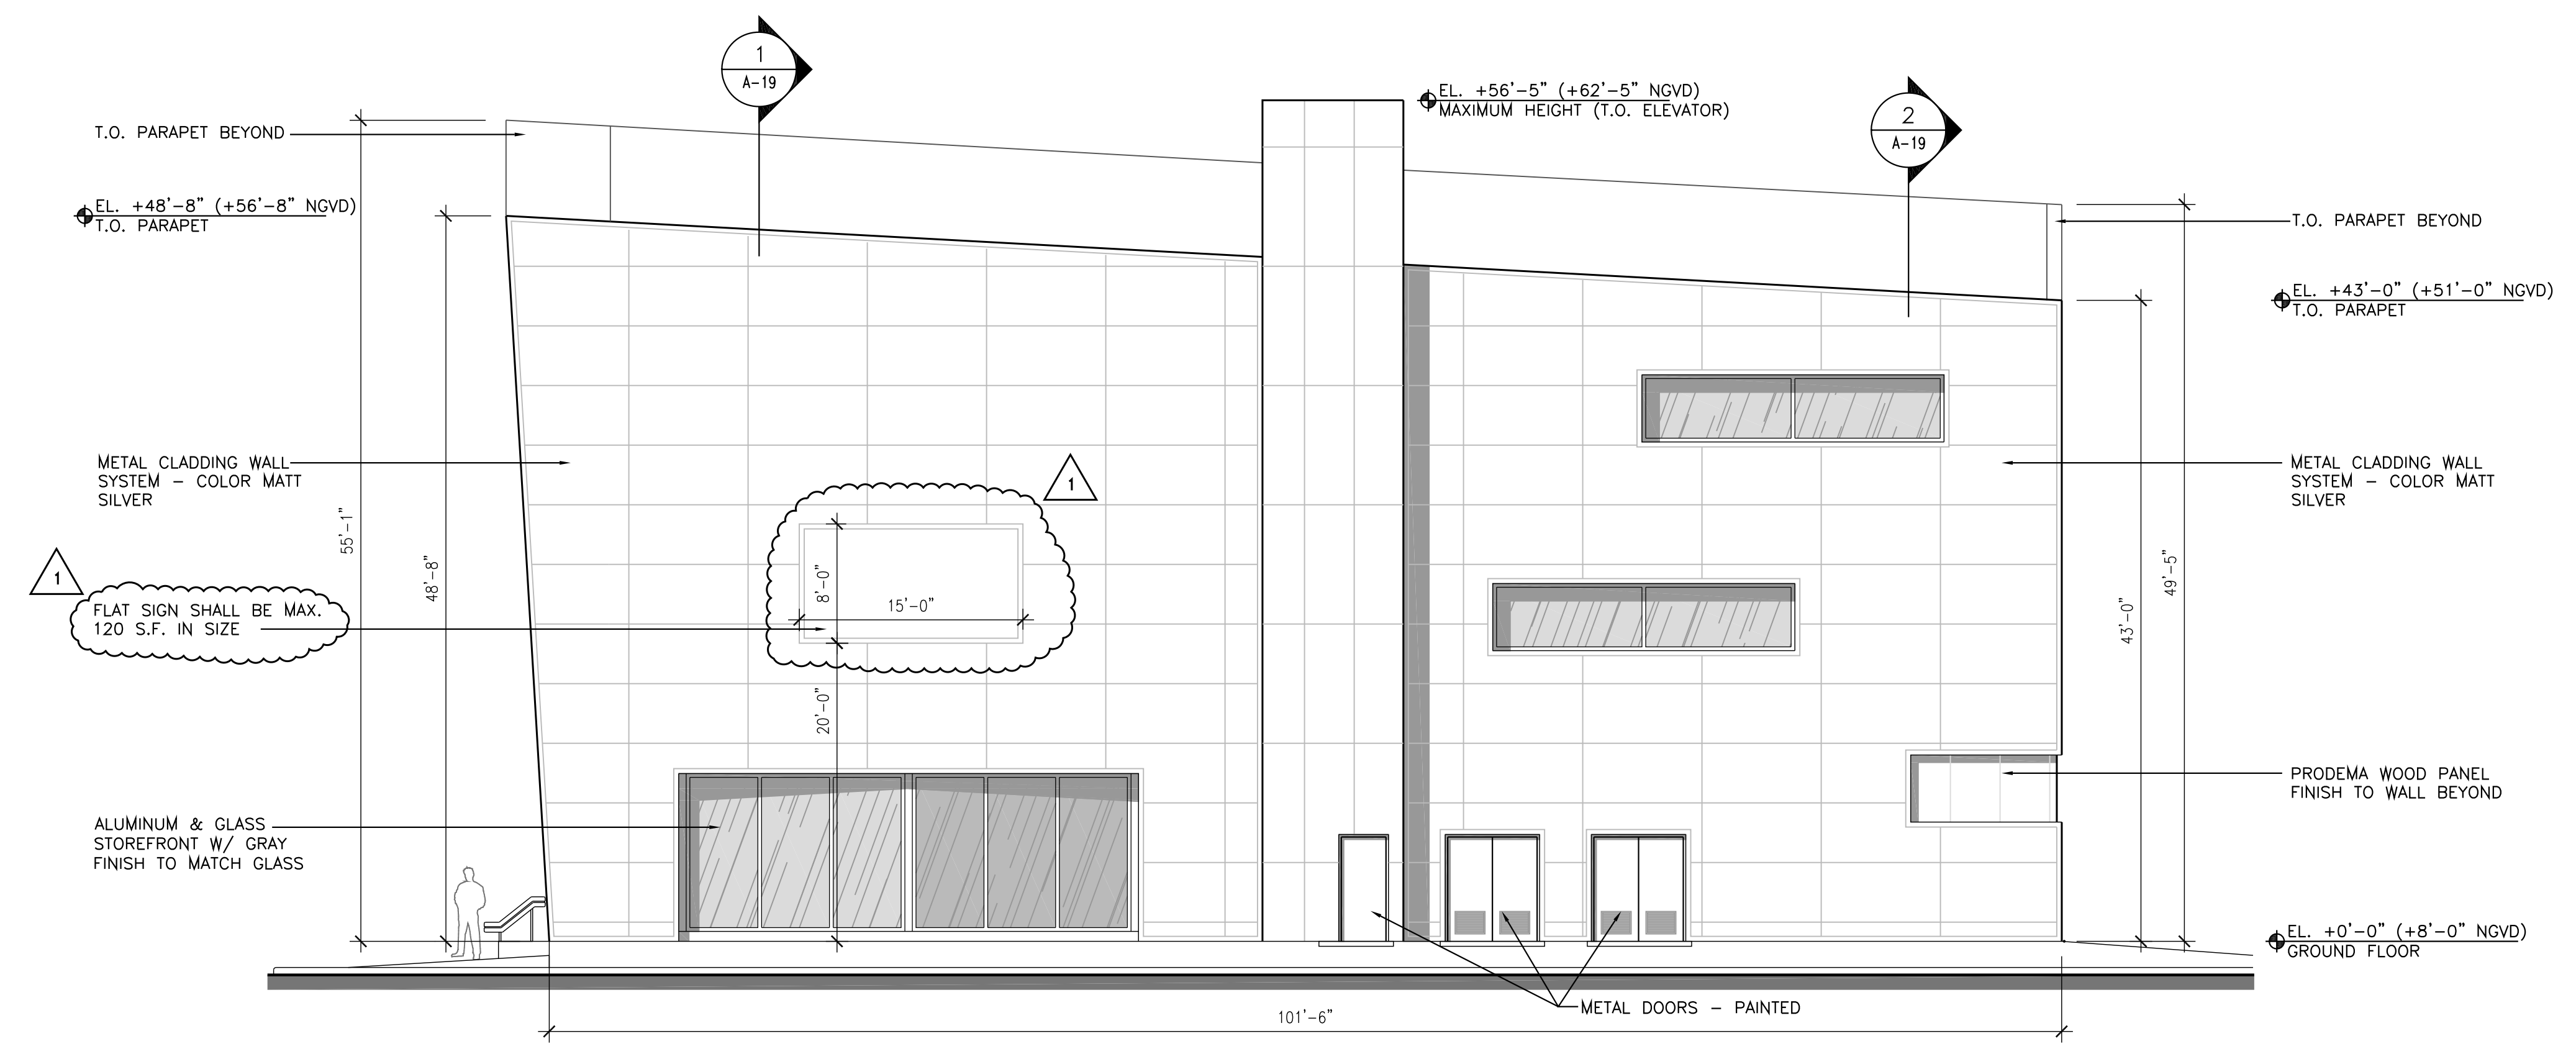 1
A-19
EL. +56'-5" (+62'-5" NGVD)
MAXIMUM HEIGHT (T.O. ELEVATOR)
2
A-19
T.O. PARAPET BEYOND
EL. +48'-8" (+56'-8" NGVD)
T.O. PARAPET
T.O. PARAPET BEYOND
EL. +43'-0" (+51'-0" NGVD)
T.O. PARAPET
METAL CLADDING WALL
SYSTEM - COLOR MATT
SILVER
METAL CLADDING WALL
SYSTEM - COLOR MATT
SILVER
1
55'-1"
48'-8"
1
FLAT SIGN SHALL BE MAX.
120 S.F. IN SIZE
8'-0"
15'-0"
20'-0"
43'-0"
49'-5"
PRODEMA WOOD PANEL
FINISH TO WALL BEYOND
ALUMINUM & GLASS
STOREFRONT W/ GRAY
FINISH TO MATCH GLASS
EL. +0'-0" (+8'-0" NGVD)
GROUND FLOOR
METAL DOORS - PAINTED
101'-6"